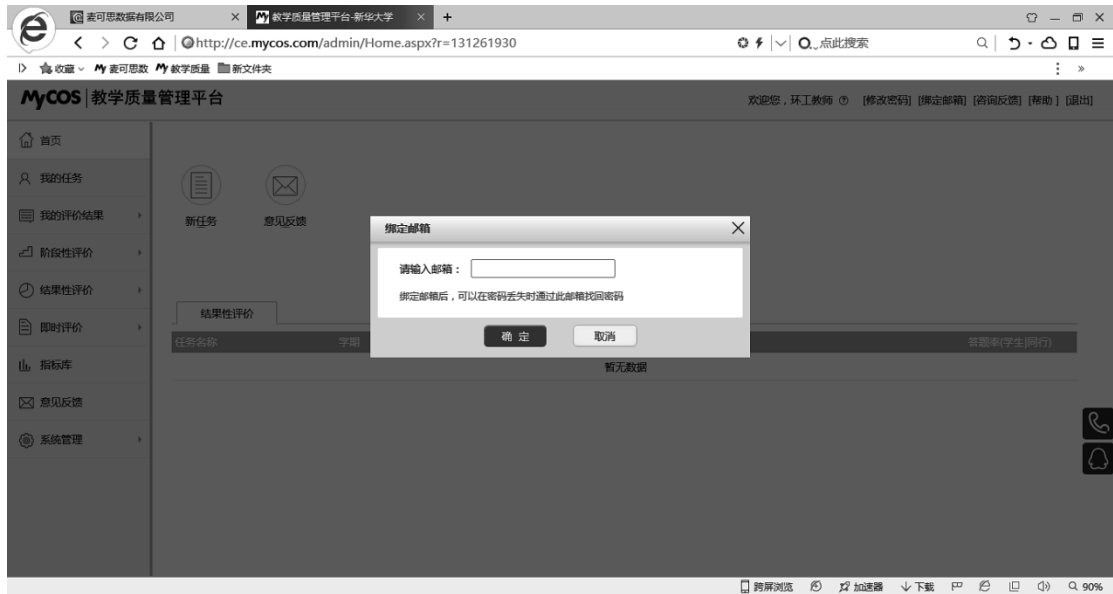 麦可思数据有限公司
教学质量管理平台-新华大学
http://ce.mycos.com/admin/Home.aspx?r=131261930
点此搜索
收藏 麦可思数 教学质量 新文件夹
MyCOS 教学质量管理平台
欢迎您，环工教师 [修改密码] [绑定邮箱] [咨询反馈] [帮助] [退出]
首页
我的任务
我的评价结果
阶段性评价
结果性评价
即时评价
指标库
意见反馈
系统管理
新任务 意见反馈
绑定邮箱
请输入邮箱：
绑定邮箱后，可以在密码丢失时通过此邮箱找回密码
确 定 取消
结果性评价
任务名称 学期 答题率(学生|同行)
暂无数据
跨屏浏览 加速器 下载 90%